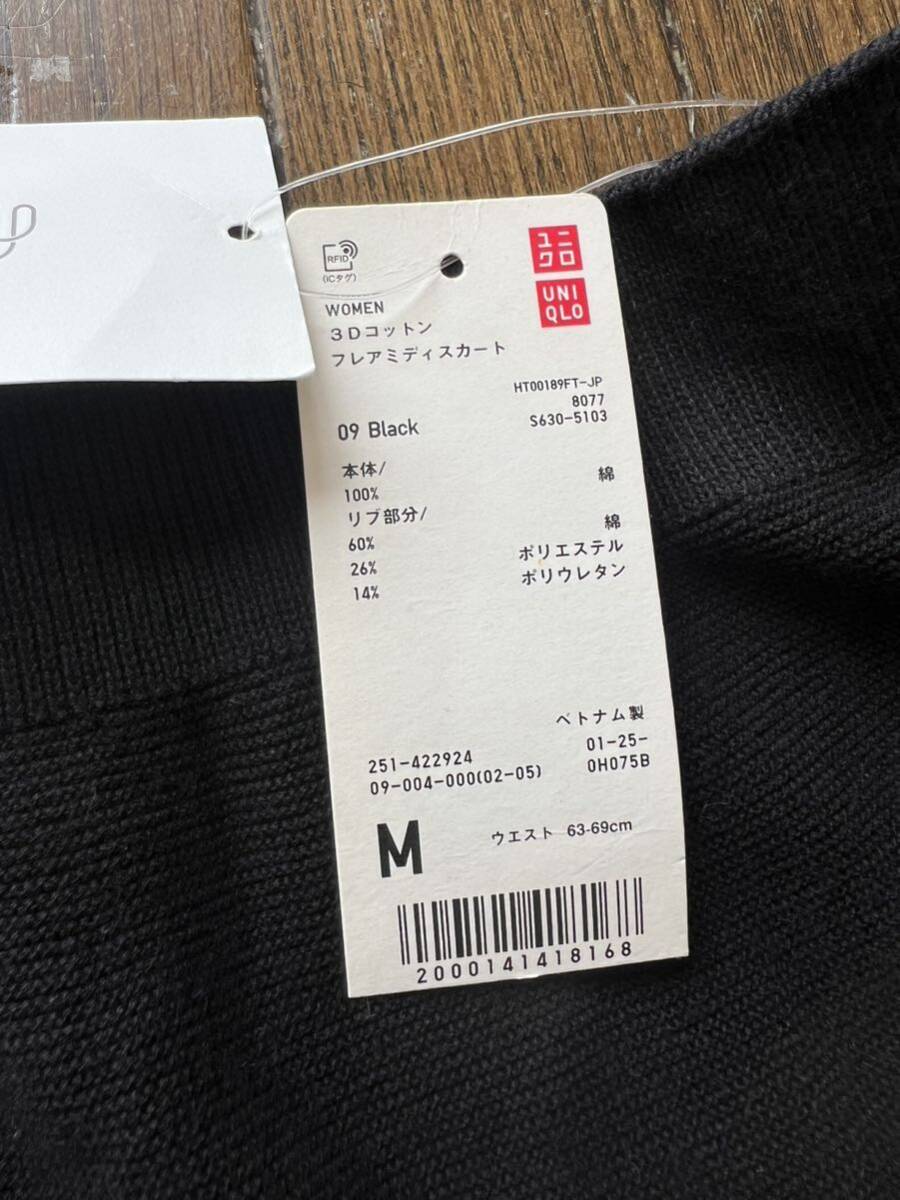 RFID
(ICタグ)
ユニ
クロ
UNI
QLO
WOMEN
3Dコットン
フレアミディスカート
HT00189FT-JP
8077
S630-5103
09 Black
本体/
100% 綿
リブ部分/
60% 綿
26% ポリエステル
14% ポリウレタン
ベトナム製
251-422924 01-25-
09-004-000(02-05) 0H075B
M ウエスト 63-69cm
2000141418168